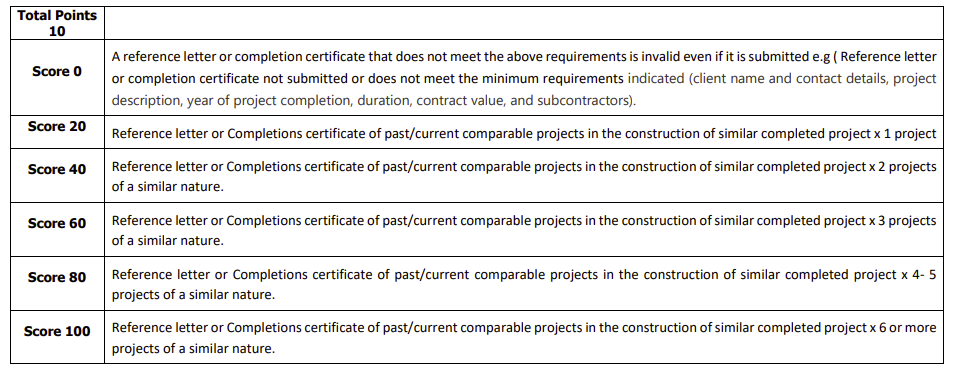 Total Points
10
Score 0
A reference letter or completion certificate that does not meet the above requirements is invalid even if it is submitted e.g ( Reference letter
or completion certificate not submitted or does not meet the minimum requirements indicated (client name and contact details, project
description, year of project completion, duration, contract value, and subcontractors).
Score 20
Reference letter or Completions certificate of past/current comparable projects in the construction of similar completed project x 1 project
Score 40
Reference letter or Completions certificate of past/current comparable projects in the construction of similar completed project x 2 projects
of a similar nature.
Score 60
Reference letter or Completions certificate of past/current comparable projects in the construction of similar completed project x 3 projects
of a similar nature.
Score 80
Reference letter or Completions certificate of past/current comparable projects in the construction of similar completed project x 4- 5
projects of a similar nature.
Score 100
Reference letter or Completions certificate of past/current comparable projects in the construction of similar completed project x 6 or more
projects of a similar nature.